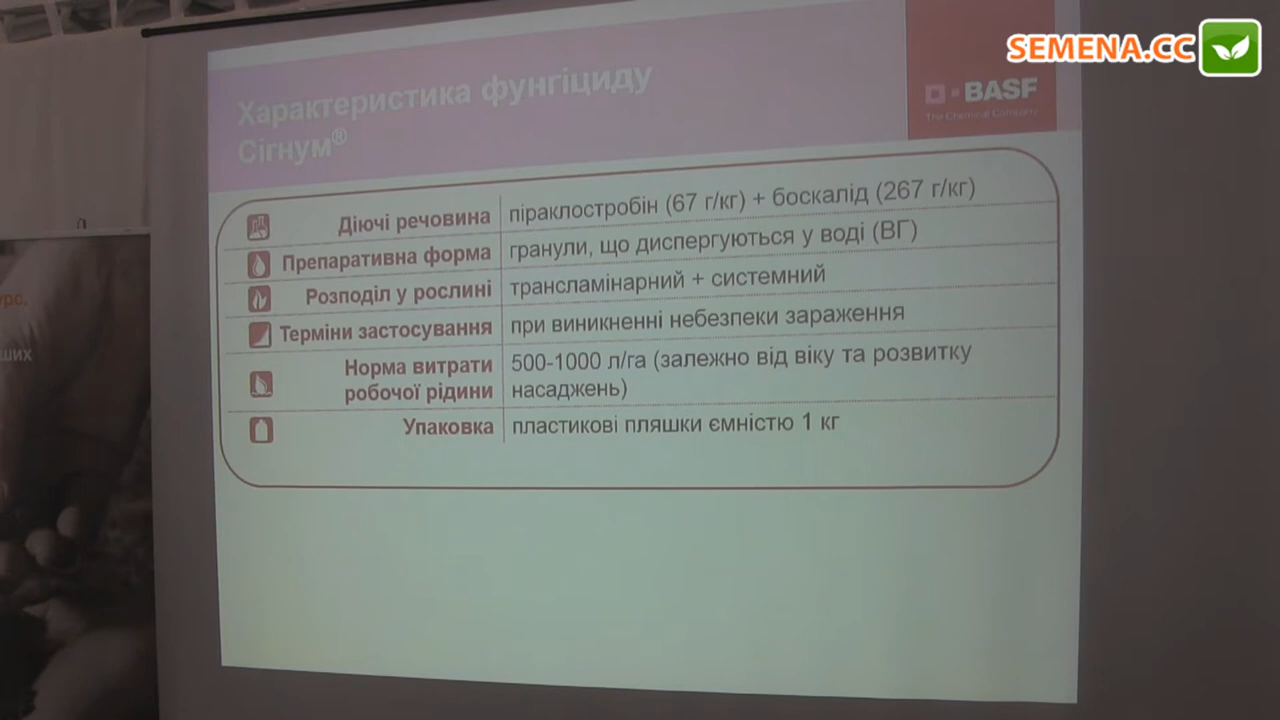 SEMENA.CC
Характеристика фунгіциду
Сігнум®
BASF
The Chemical Company
Діючі речовина піраклостробін (67 г/кг) + боскалід (267 г/кг)
Препаративна форма гранули, що диспергуються у воді (ВГ)
Розподіл у рослині трансламінарний + системний
Терміни застосування при виникненні небезпеки зараження
Норма витрати робочої рідини 500-1000 л/га (залежно від віку та розвитку
насаджень)
Упаковка пластикові пляшки ємністю 1 кг